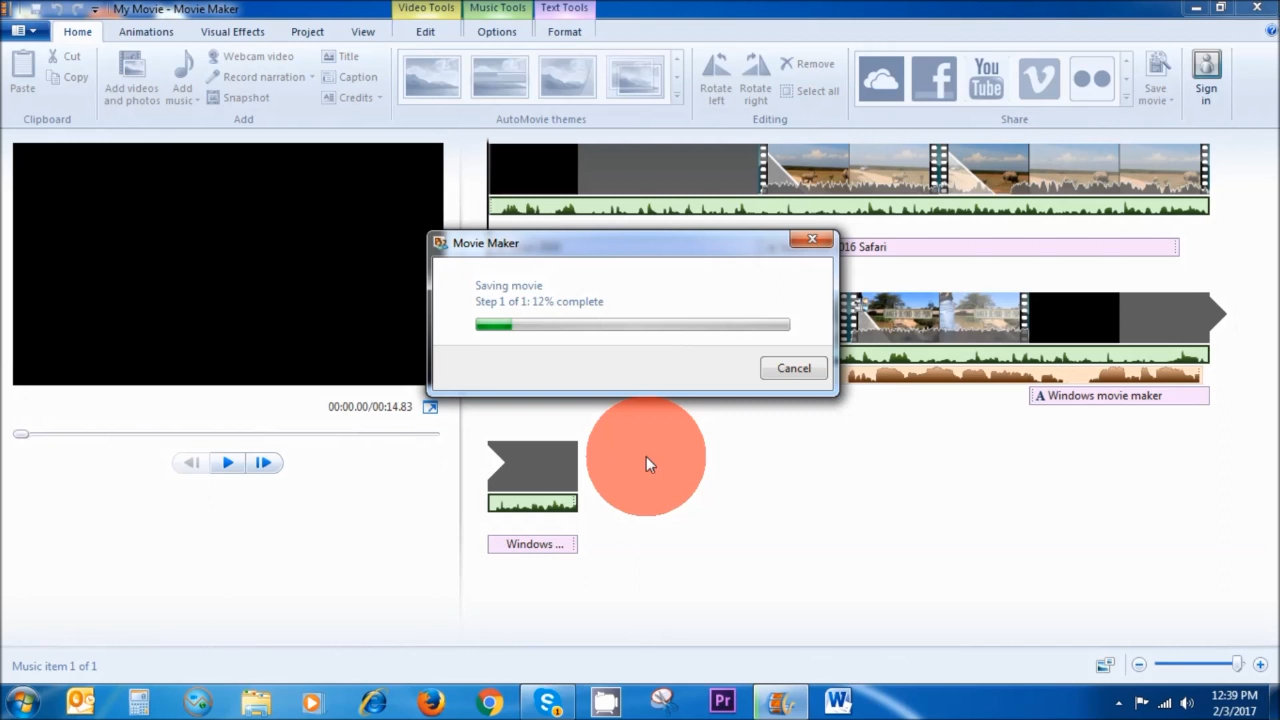 My Movie - Movie Maker
Video Tools
Music Tools
Text Tools
Home
Animations
Visual Effects
Project
View
Edit
Options
Format
Paste
Cut
Copy
Clipboard
Add videos
and photos
Add
music
Webcam video
Record narration
Snapshot
Title
Caption
Credits
Add
AutoMovie themes
Rotate
left
Rotate
right
Remove
Select all
Editing
You
Tube
Share
Save
movie
Sign
in
Movie Maker
Saving movie
Step 1 of 1: 12% complete
Cancel
016 Safari
00:00.00/00:14.83
A Windows movie maker
Windows ...
Music item 1 of 1
Pr
12:39 PM
2/3/2017